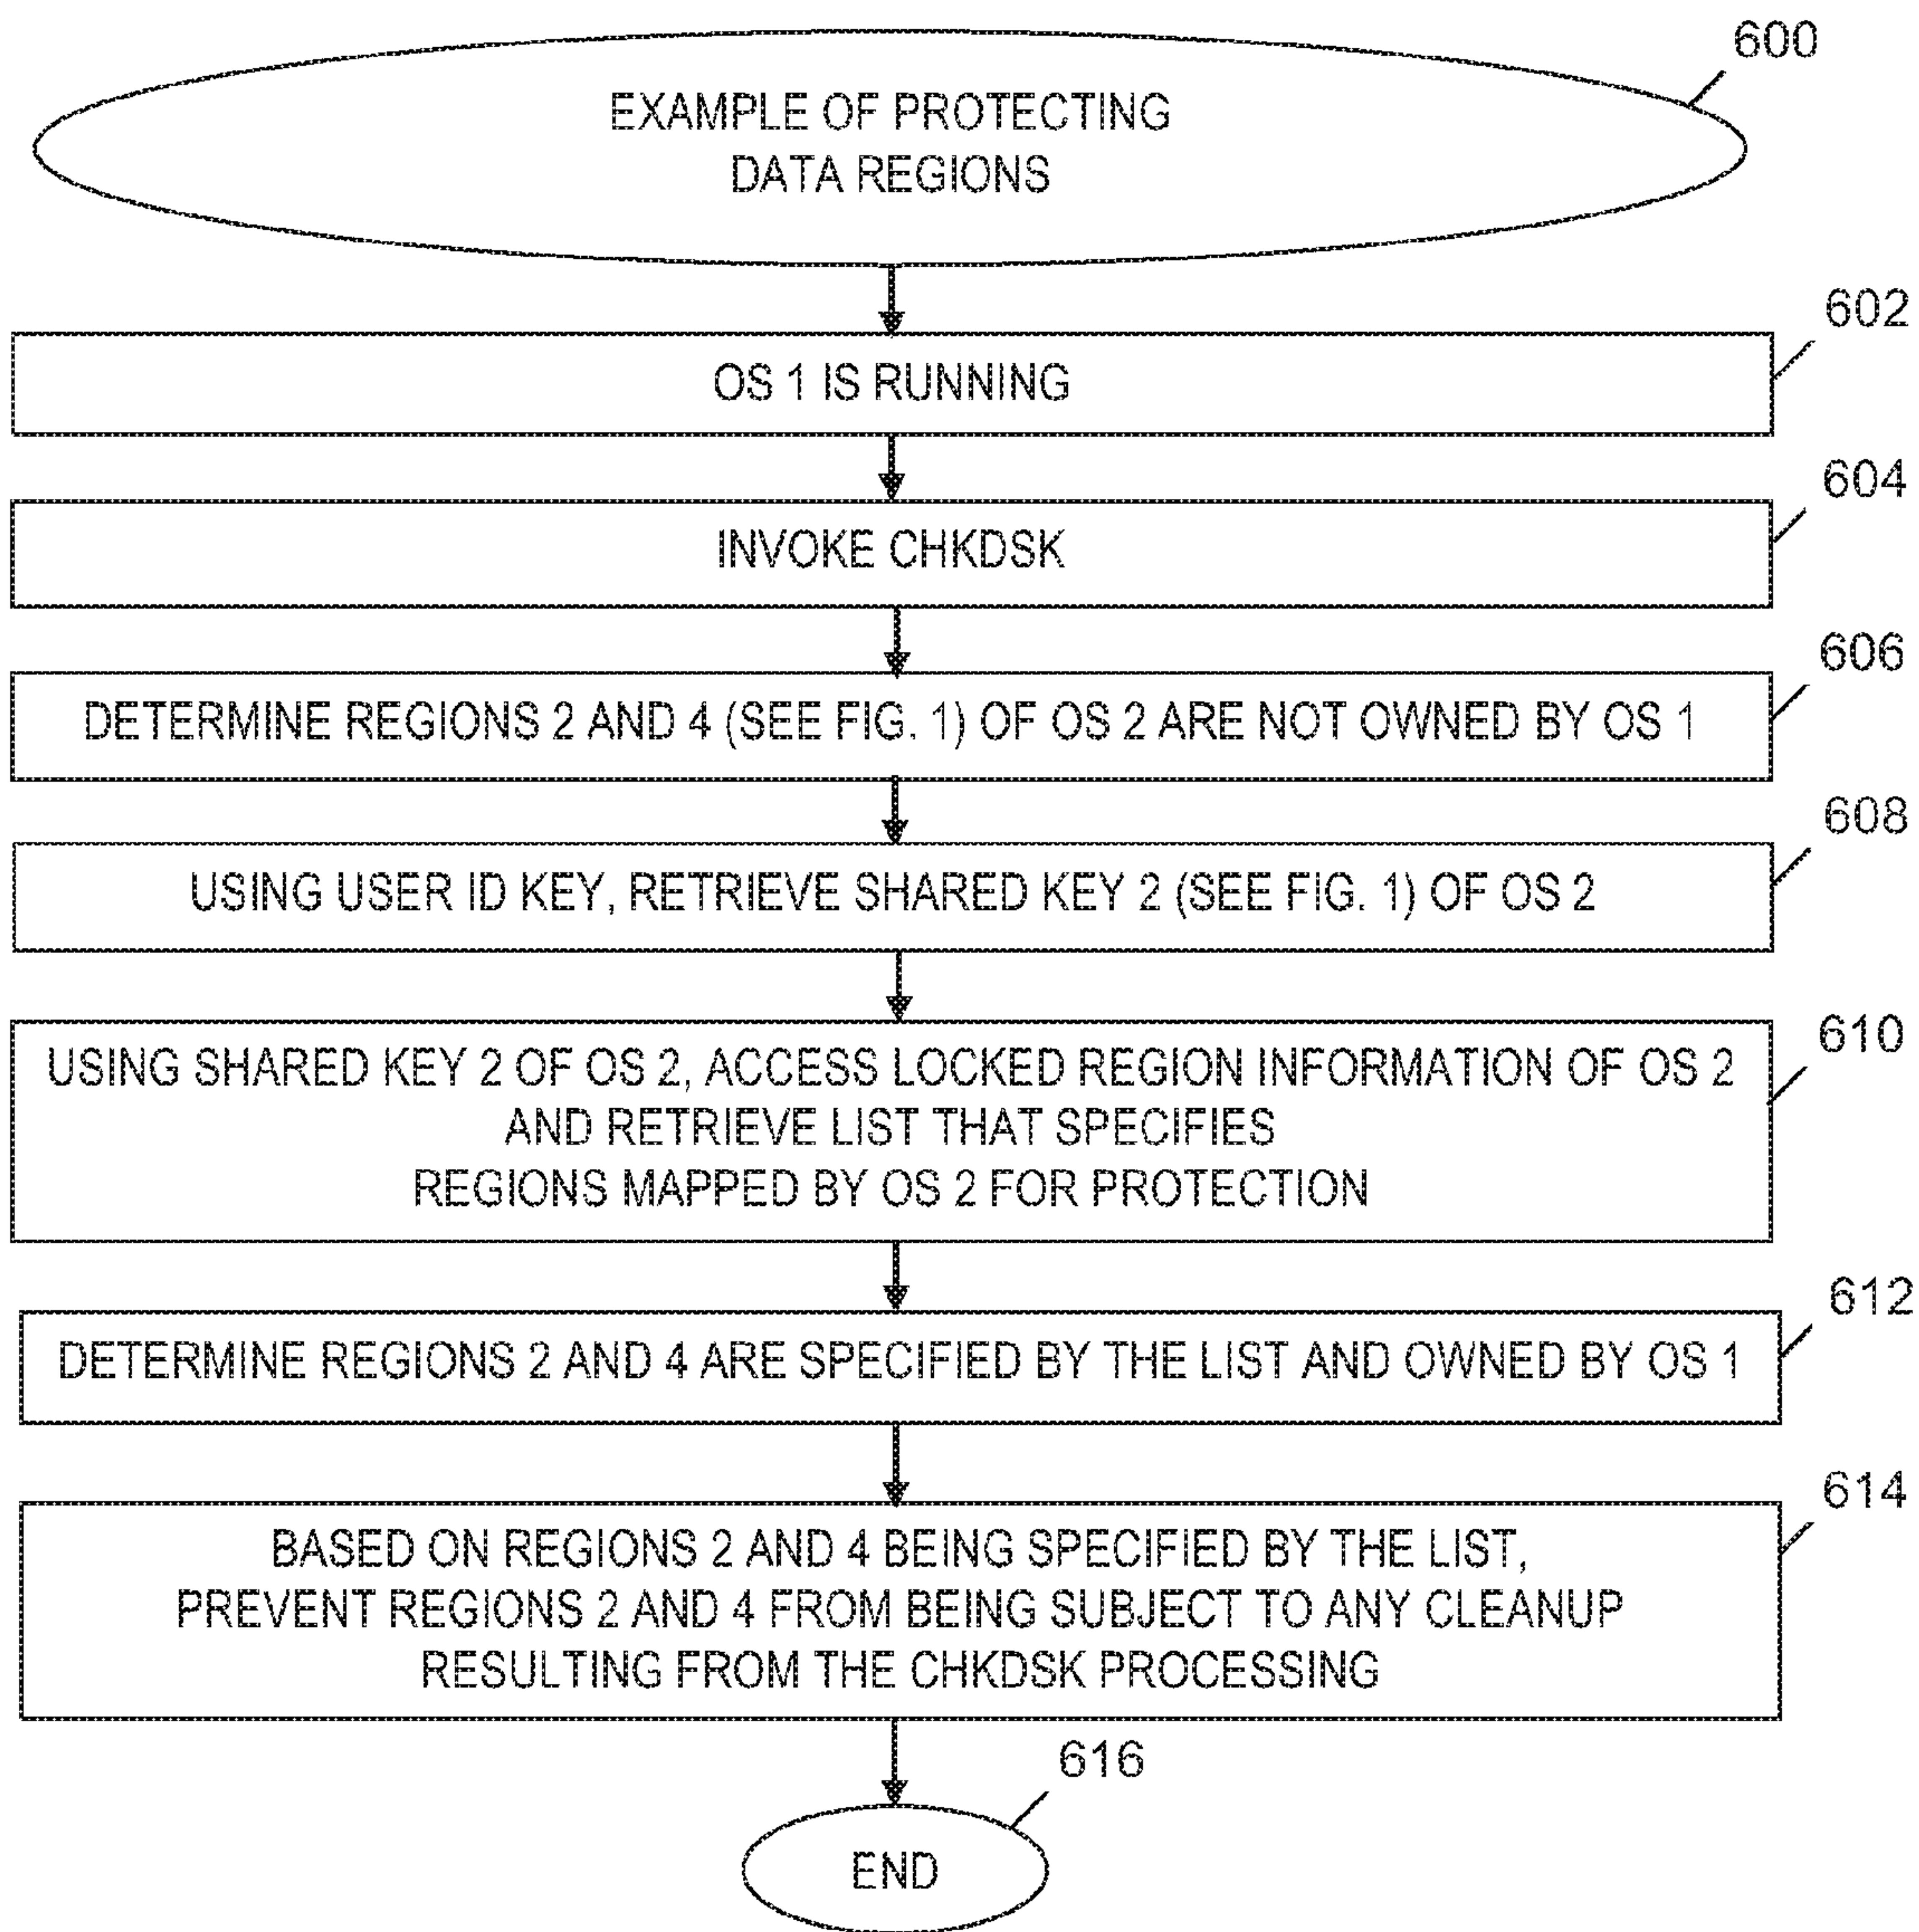 600
EXAMPLE OF PROTECTING
DATA REGIONS
602
OS 1 IS RUNNING
604
INVOKE CHKDSK
606
DETERMINE REGIONS 2 AND 4 (SEE FIG. 1) OF OS 2 ARE NOT OWNED BY OS 1
608
USING USER ID KEY, RETRIEVE SHARED KEY 2 (SEE FIG. 1) OF OS 2
610
USING SHARED KEY 2 OF OS 2, ACCESS LOCKED REGION INFORMATION OF OS 2
AND RETRIEVE LIST THAT SPECIFIES
REGIONS MAPPED BY OS 2 FOR PROTECTION
612
DETERMINE REGIONS 2 AND 4 ARE SPECIFIED BY THE LIST AND OWNED BY OS 1
614
BASED ON REGIONS 2 AND 4 BEING SPECIFIED BY THE LIST,
PREVENT REGIONS 2 AND 4 FROM BEING SUBJECT TO ANY CLEANUP
RESULTING FROM THE CHKDSK PROCESSING
616
END